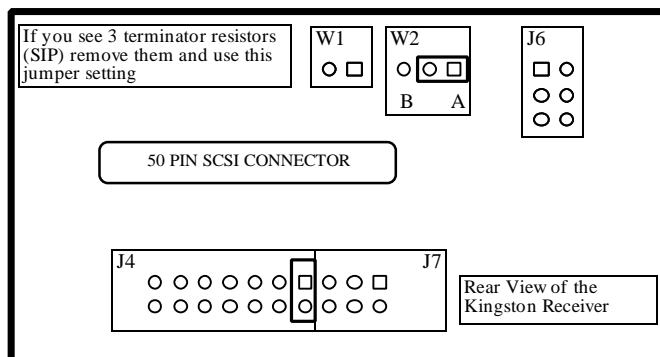 If you see 3 terminator resistors
(SIP) remove them and use this
jumper setting
W1
W2
J6
B A
50 PIN SCSI CONNECTOR
J4
J7
Rear View of the
Kingston Receiver